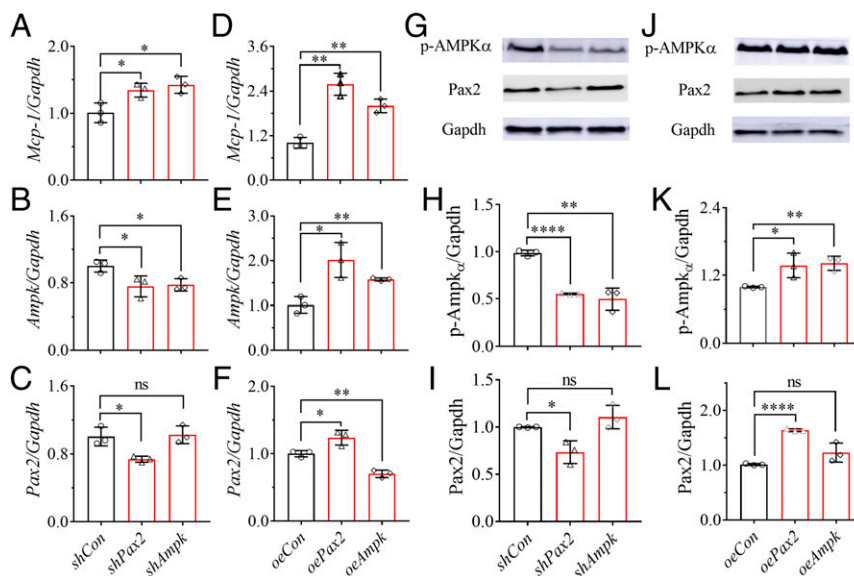 A
Mcp-1/Gapdh
1.5
1.0
0.5
0.0
*
*
D
Mcp-1/Gapdh
3.6
2.4
1.2
0.0
**
**
G
p-AMPKα
Pax2
Gapdh
J
p-AMPKα
Pax2
Gapdh
B
Ampk/Gapdh
1.6
0.8
0.0
*
*
E
Ampk/Gapdh
3.0
2.0
1.0
0.0
**
*
H
p-Ampkα/Gapdh
1.5
1.0
0.5
0.0
**
****
K
p-Ampkα/Gapdh
2.4
1.2
0.0
**
*
C
Pax2/Gapdh
1.6
0.8
0.0
ns
*
shCon
shPax2
shAmpk
F
Pax2/Gapdh
2.0
1.5
1.0
0.5
0.0
**
*
oeCon
oePax2
oeAmpk
I
Pax2/Gapdh
1.5
1.0
0.5
0.0
ns
*
shCon
shPax2
shAmpk
L
Pax2/Gapdh
2
1
0
ns
****
oeCon
oePax2
oeAmpk